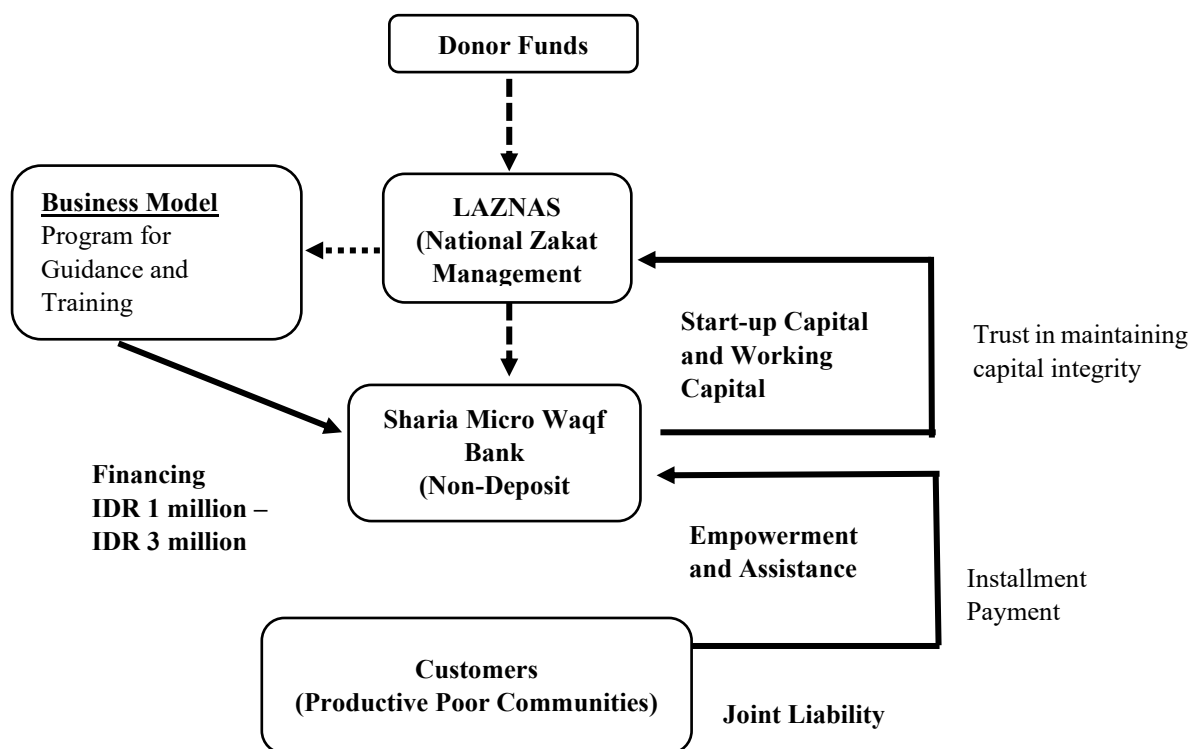 Donor Funds
Business Model
Program for
Guidance and
Training
LAZNAS
(National Zakat
Management
Start-up Capital
and Working
Capital
Trust in maintaining
capital integrity
Sharia Micro Waqf
Bank
(Non-Deposit
Financing
IDR 1 million –
IDR 3 million
Empowerment
and Assistance
Installment
Payment
Customers
(Productive Poor Communities)
Joint Liability